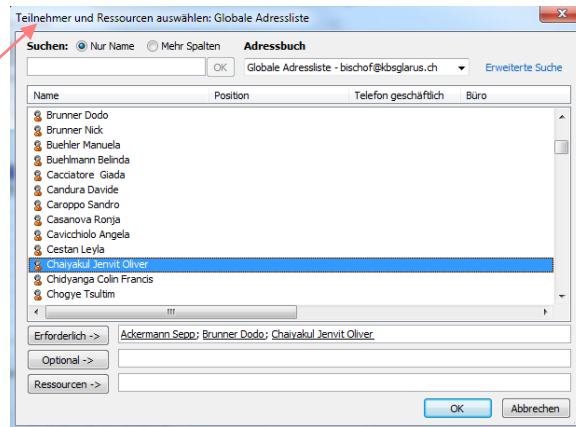 Teilnehmer und Ressourcen auswählen: Globale Adressliste
Suchen: Nur Name Mehr Spalten Adressbuch
OK Globale Adressliste - bischof@kbsglarus.ch Erweiterte Suche
Name Position Telefon geschäftlich Büro
Brunner Dodo
Brunner Nick
Buehler Manuela
Buehlmann Belinda
Cacciatore Giada
Candura Davide
Caroppo Sandro
Casanova Ronja
Cavicchiolo Angela
Cestan Leyla
Chaiyakul Jenvit Oliver
Chidyanga Colin Francis
Chogye Tsultim
Erforderlich -> Ackermann Sepp; Brunner Dodo; Chaiyakul Jenvit Oliver
Optional ->
Ressourcen ->
OK Abbrechen